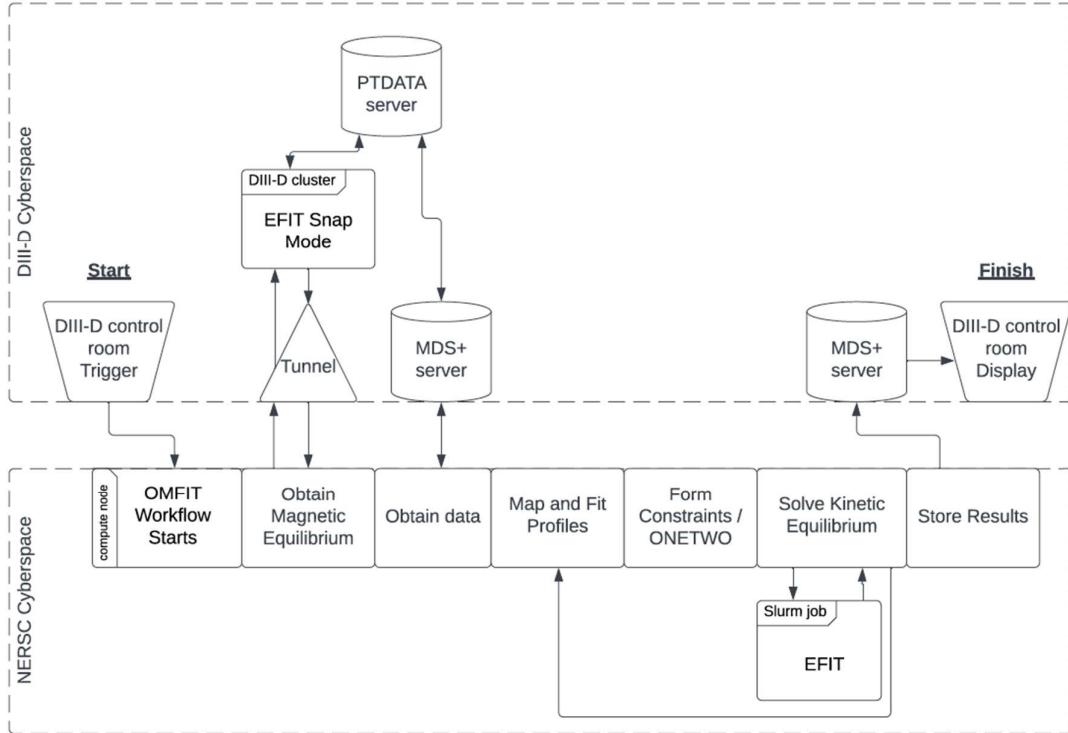 DIII-D Cyberspace
PTDATA
server
DIII-D cluster
EFIT Snap
Mode
Start
DIII-D control
room
Trigger
Tunnel
MDS+
server
MDS+
server
Finish
DIII-D control
room
Display
NERSC Cyberspace
compute node
OMFIT
Workflow
Starts
Obtain
Magnetic
Equilibrium
Obtain data
Map and Fit
Profiles
Form
Constraints /
ONETWO
Solve Kinetic
Equilibrium
Store Results
Slurm job
EFIT